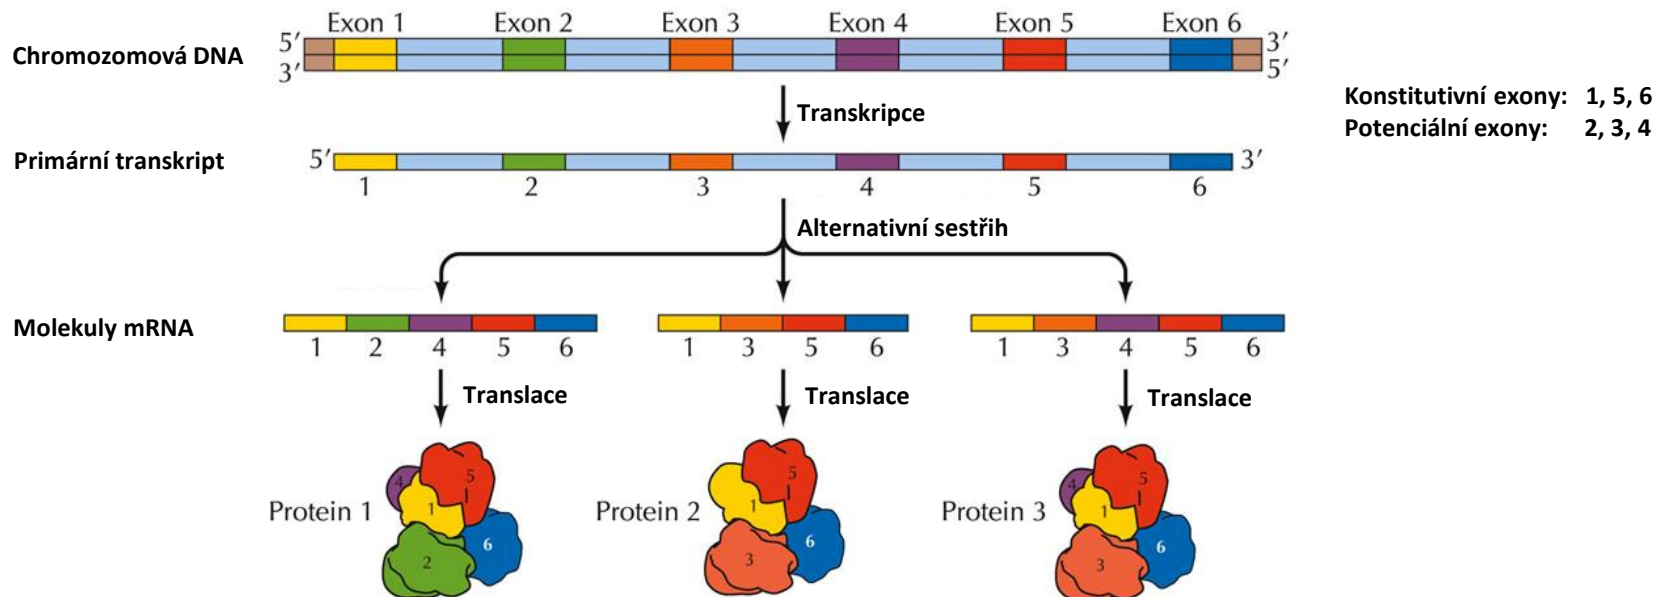 Exon 1 Exon 2 Exon 3 Exon 4 Exon 5 Exon 6
Chromozomová DNA
5′ 3′
3′ 5′
Transkripce
Konstitutivní exony: 1, 5, 6
Potenciální exony: 2, 3, 4
Primární transkript
5′ 3′
1 2 3 4 5 6
Alternativní sestřih
Molekuly mRNA
1 2 4 5 6
1 3 5 6
1 3 4 5 6
Translace
Translace
Translace
Protein 1
4 5 1 6 2
Protein 2
5 1 6 3
Protein 3
4 5 1 6 3